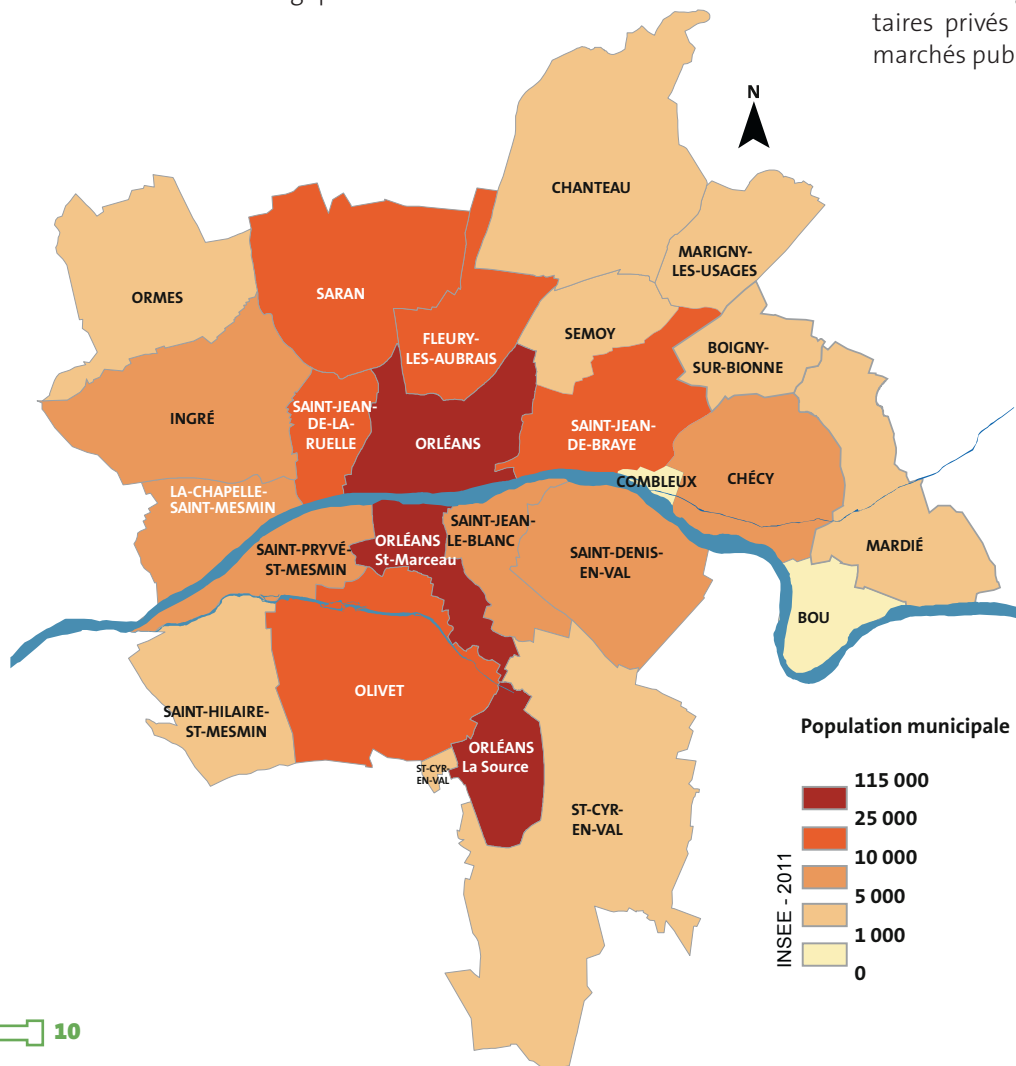 taires privés
marchés pub
N
CHANTEAU
MARIGNY-
LES-USAGES
ORMES
SARAN
FLEURY-
LES-AUBRAIS
SEMOY
BOIGNY-
SUR-BIONNE
INGRÉ
SAINT-JEAN-
DE-LA-
RUELLE
ORLÉANS
SAINT-JEAN-
DE-BRAYE
COMBLEUX
CHÉCY
LA-CHAPELLE-
SAINT-MESMIN
SAINT-PRYVÉ-
ST-MESMIN
ORLÉANS
St-Marceau
SAINT-JEAN-
LE-BLANC
SAINT-DENIS-
EN-VAL
MARDIÉ
BOU
OLIVET
SAINT-HILAIRE-
ST-MESMIN
ST-CYR-
EN-VAL
ORLÉANS
La Source
ST-CYR-
EN-VAL
Population municipale
115 000
25 000
10 000
5 000
1 000
0
INSEE - 2011
10